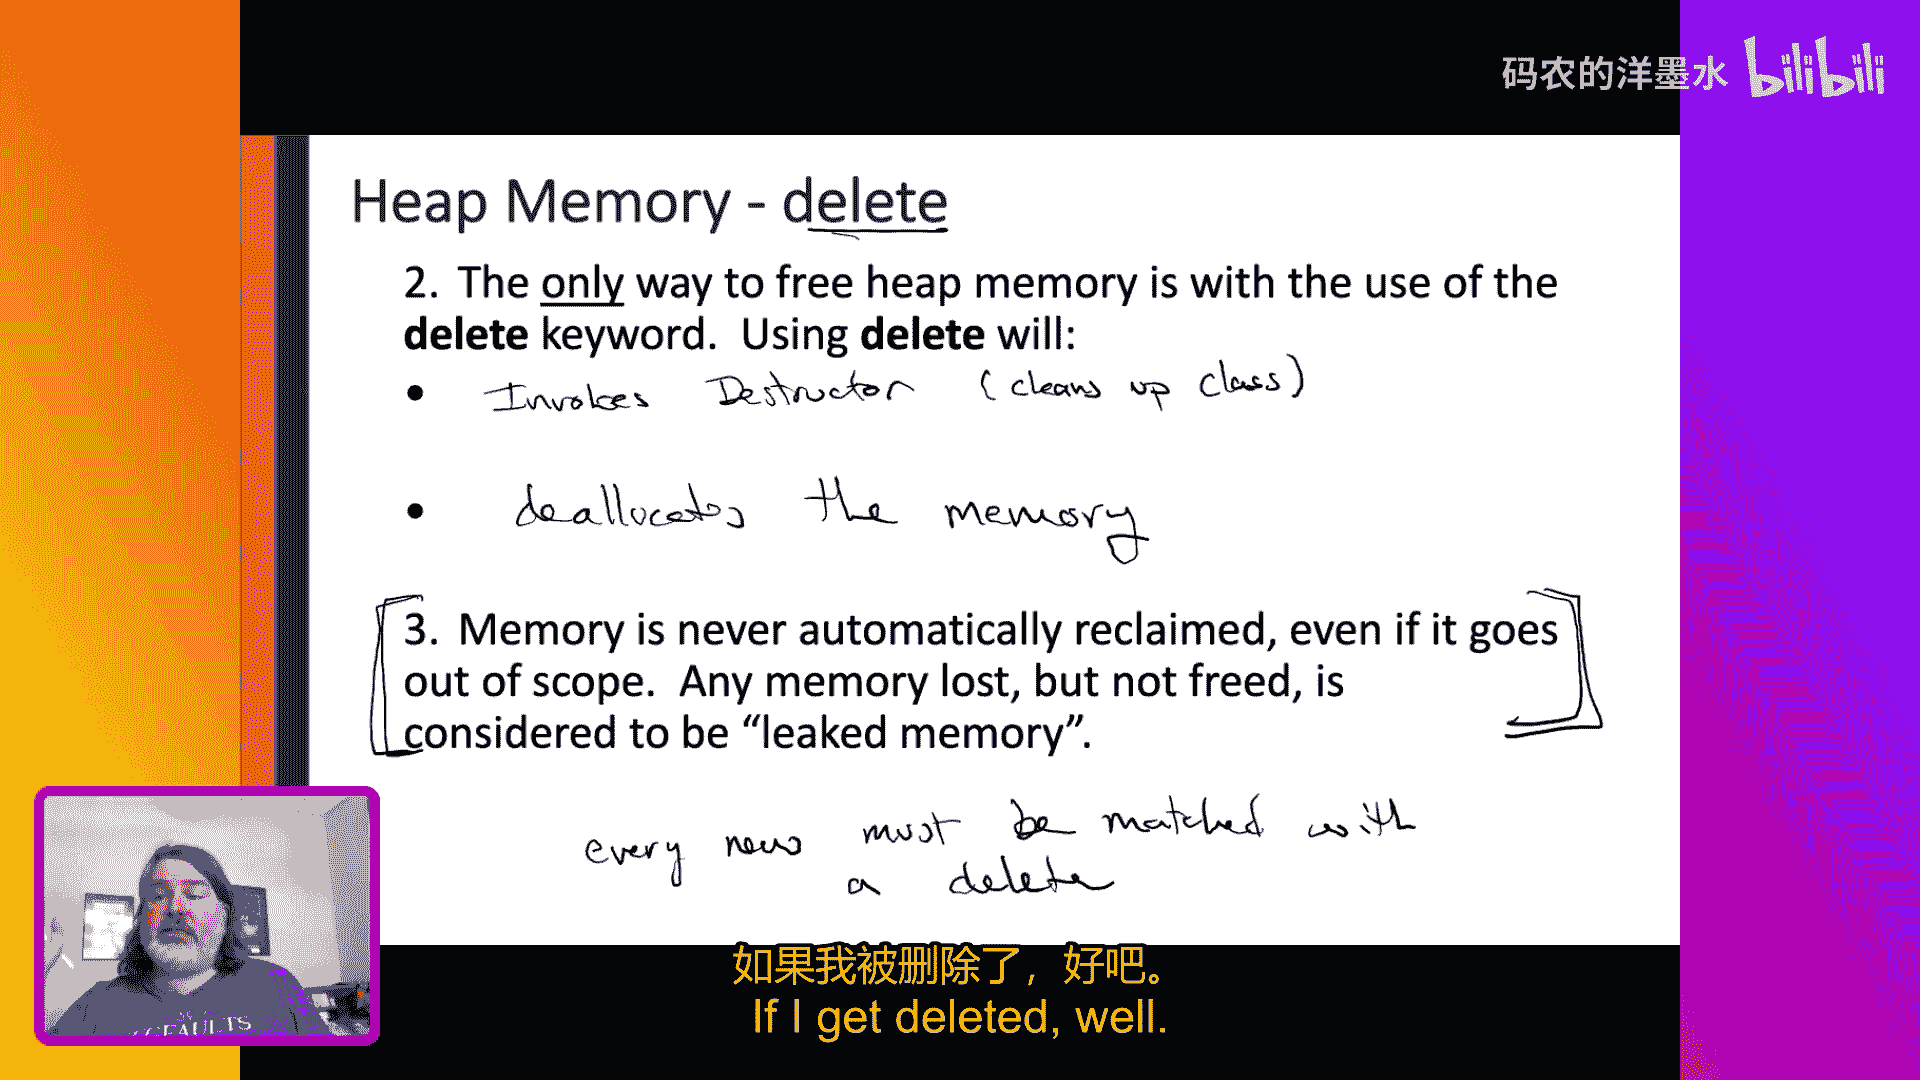 码农的洋墨水 bilibili
Heap Memory - delete
2. The only way to free heap memory is with the use of the
delete keyword. Using delete will:
• Invokes Destructor (cleans up class)
• deallocates the memory
3. Memory is never automatically reclaimed, even if it goes
out of scope. Any memory lost, but not freed, is
considered to be “leaked memory”.
every new must be matched with
a delete
如果我被删除了，好吧。
If I get deleted, well.